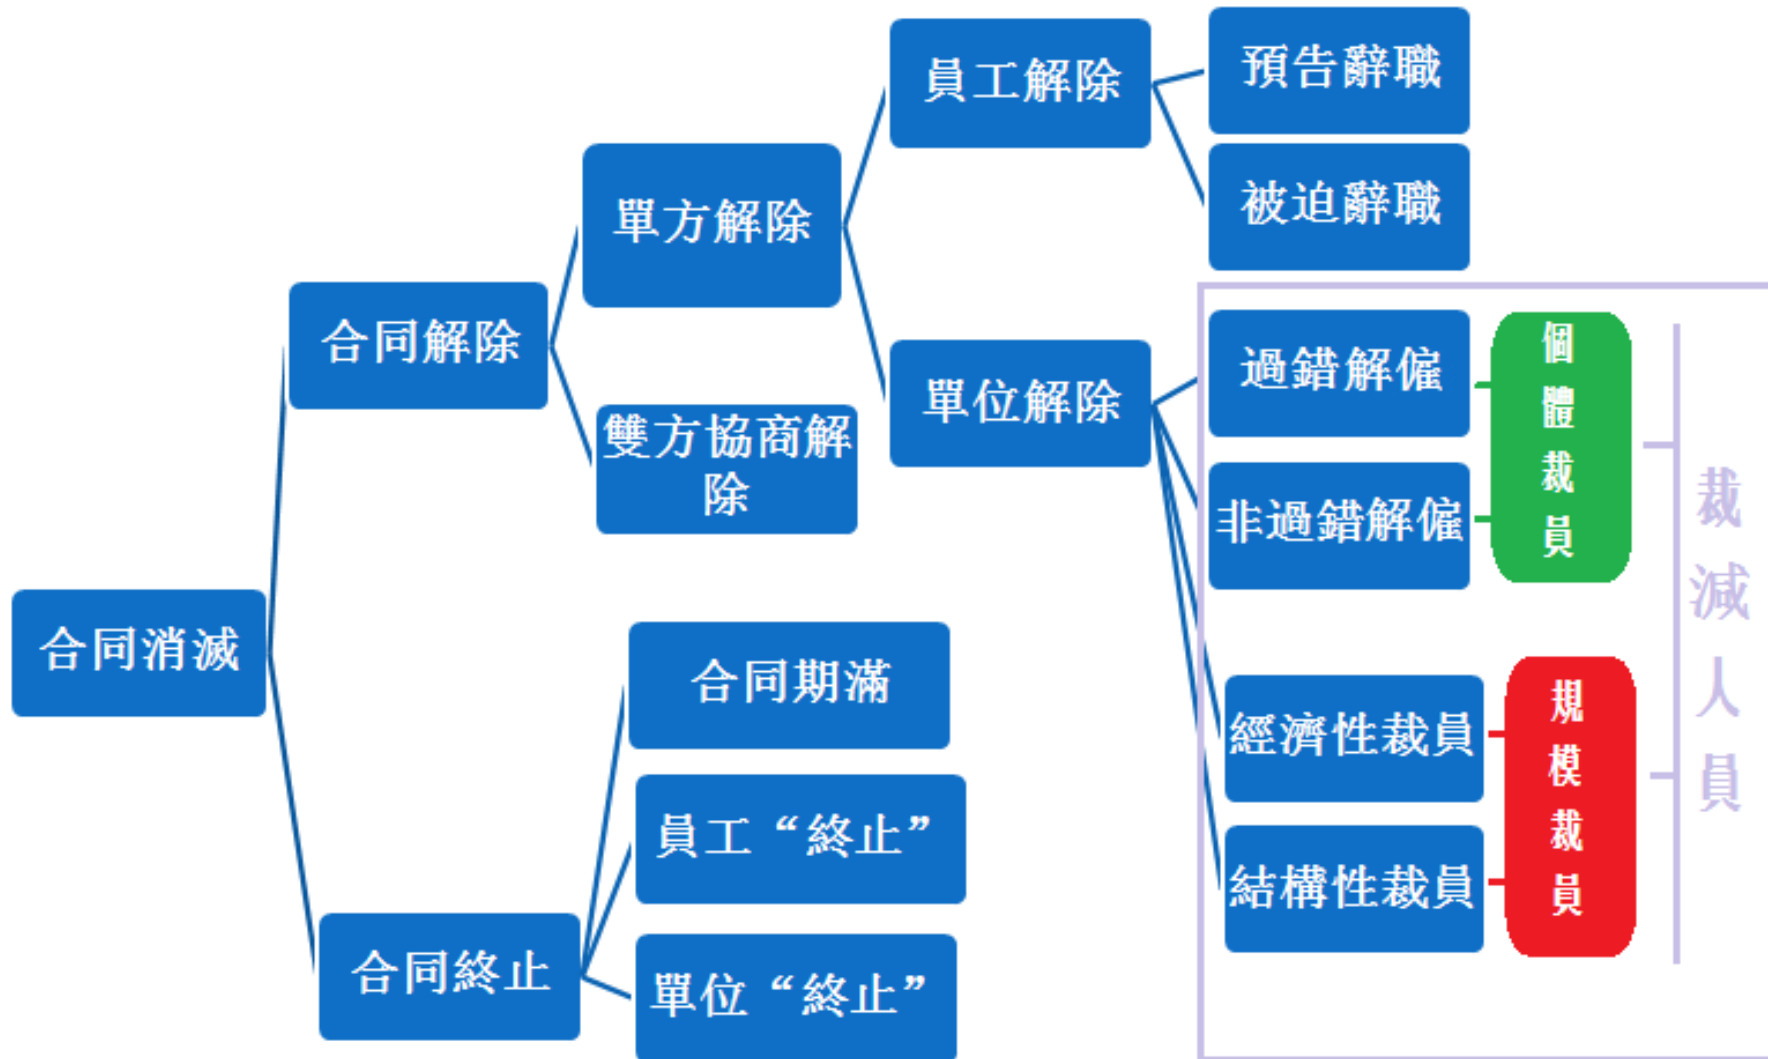 合同消滅
合同解除
合同終止
單方解除
雙方協商解
除
合同期滿
員工“終止”
單位“終止”
員工解除
單位解除
預告辭職
被迫辭職
過錯解僱
非過錯解僱
經濟性裁員
結構性裁員
個體裁員
規模裁員
裁減人員